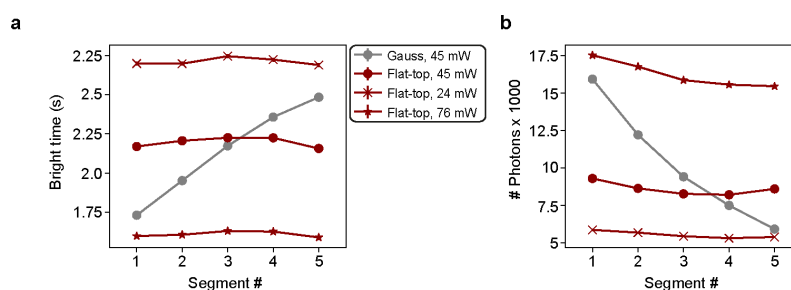 a
b
2.25
2.5
2.25
2.0
1.75
Bright time (s)
1 2 3 4 5
Segment #
Gauss, 45 mW
Flat-top, 45 mW
Flat-top, 24 mW
Flat-top, 76 mW
17.5
15
12.5
10
7.5
5
# Photons x 1000
1 2 3 4 5
Segment #